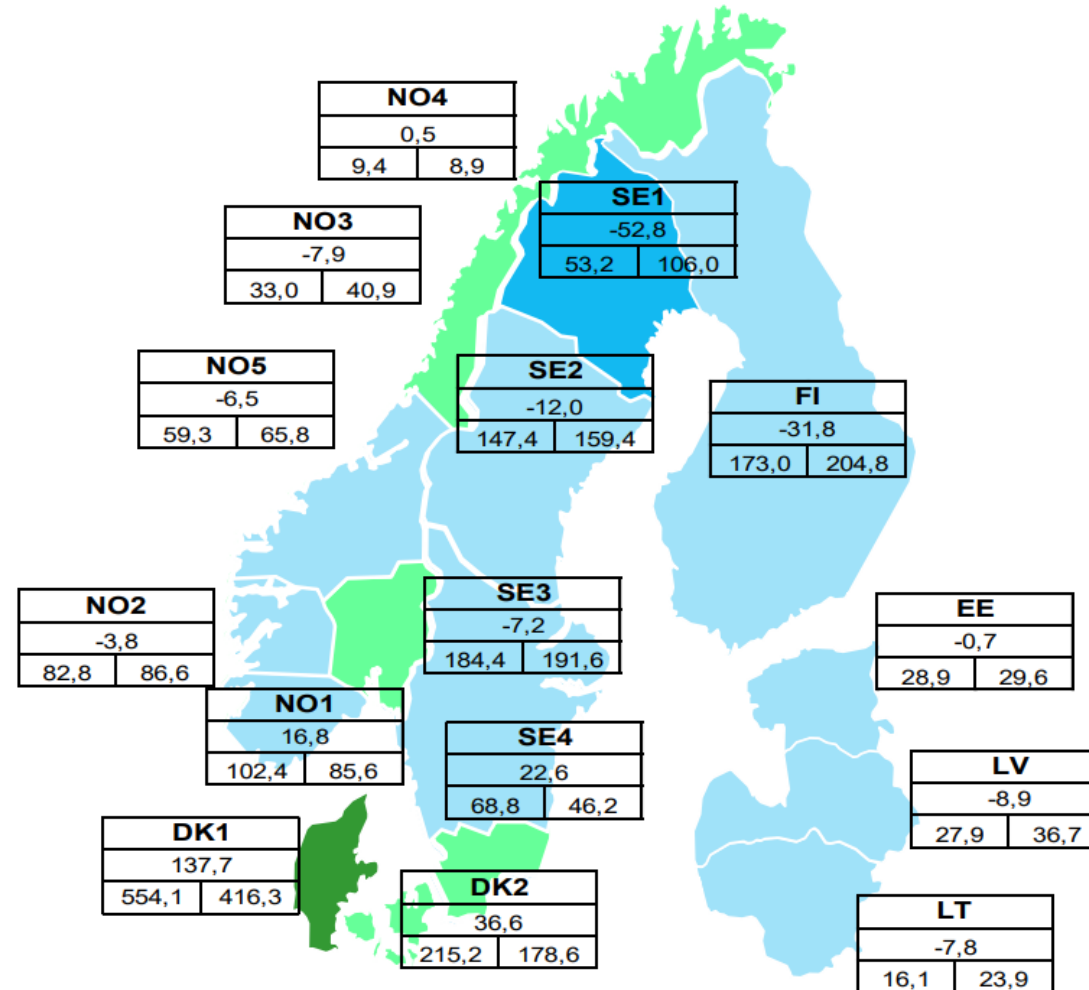 NO4
0,5
9,4 8,9
SE1
-52,8
53,2 106,0
NO3
-7,9
33,0 40,9
NO5
-6,5
59,3 65,8
SE2
-12,0
147,4 159,4
FI
-31,8
173,0 204,8
NO2
-3,8
82,8 86,6
SE3
-7,2
184,4 191,6
EE
-0,7
28,9 29,6
NO1
16,8
102,4 85,6
SE4
22,6
68,8 46,2
LV
-8,9
27,9 36,7
DK1
137,7
554,1 416,3
DK2
36,6
215,2 178,6
LT
-7,8
16,1 23,9